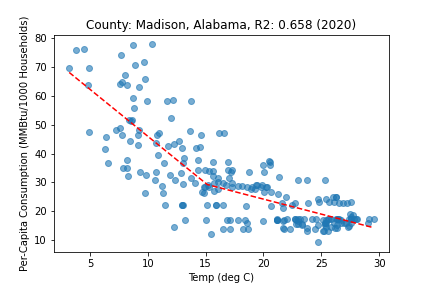 County: Madison, Alabama, R2: 0.658 (2020)
Per-Capita Consumption (MMBtu/1000 Households)
80
70
60
50
40
30
20
10
5 10 15 20 25 30
Temp (deg C)